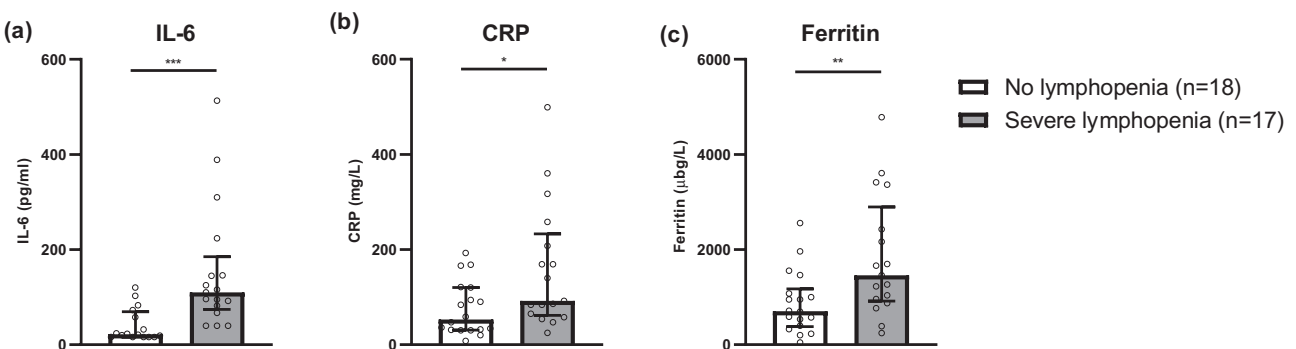 (a)
IL-6
***
IL-6 (pg/ml)
600
400
200
0
(b)
CRP
*
CRP (mg/L)
600
400
200
0
(c)
Ferritin
**
Ferritin (μbg/L)
6000
4000
2000
0
No lymphopenia (n=18)
Severe lymphopenia (n=17)